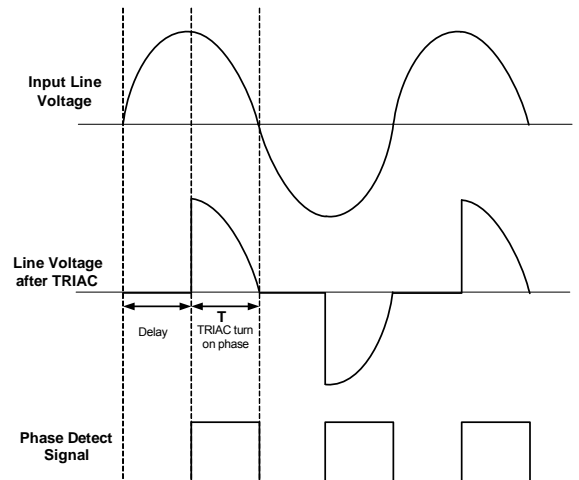 Input Line
Voltage
Line Voltage
after TRIAC
Delay
T
TRIAC turn
on phase
Phase Detect
Signal